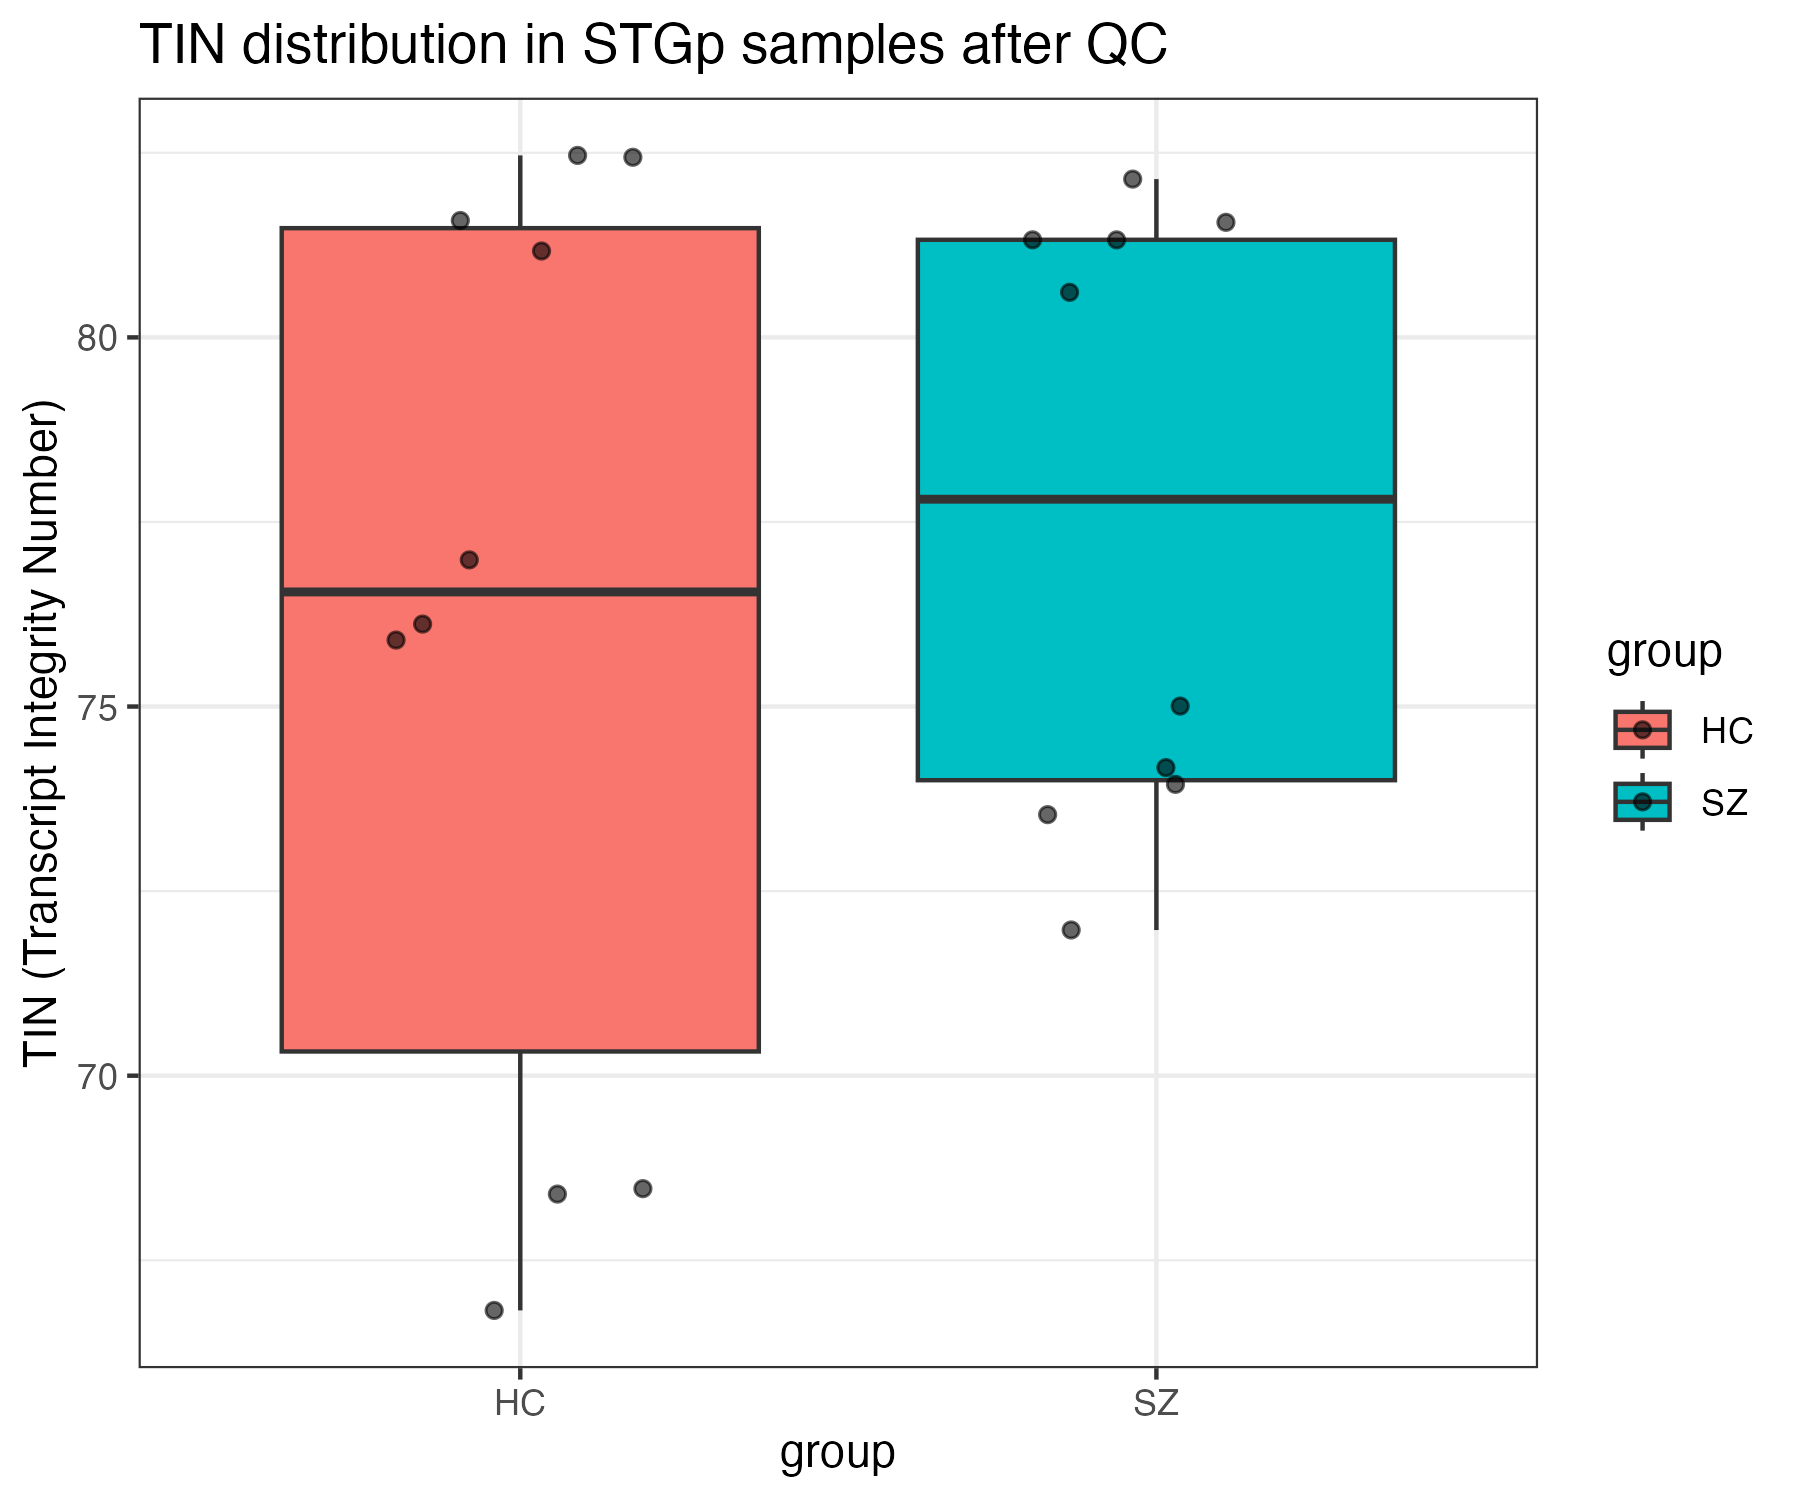 TIN distribution in STGp samples after QC
TIN (Transcript Integrity Number)
80
75
70
HC
SZ
group
group
HC
SZ